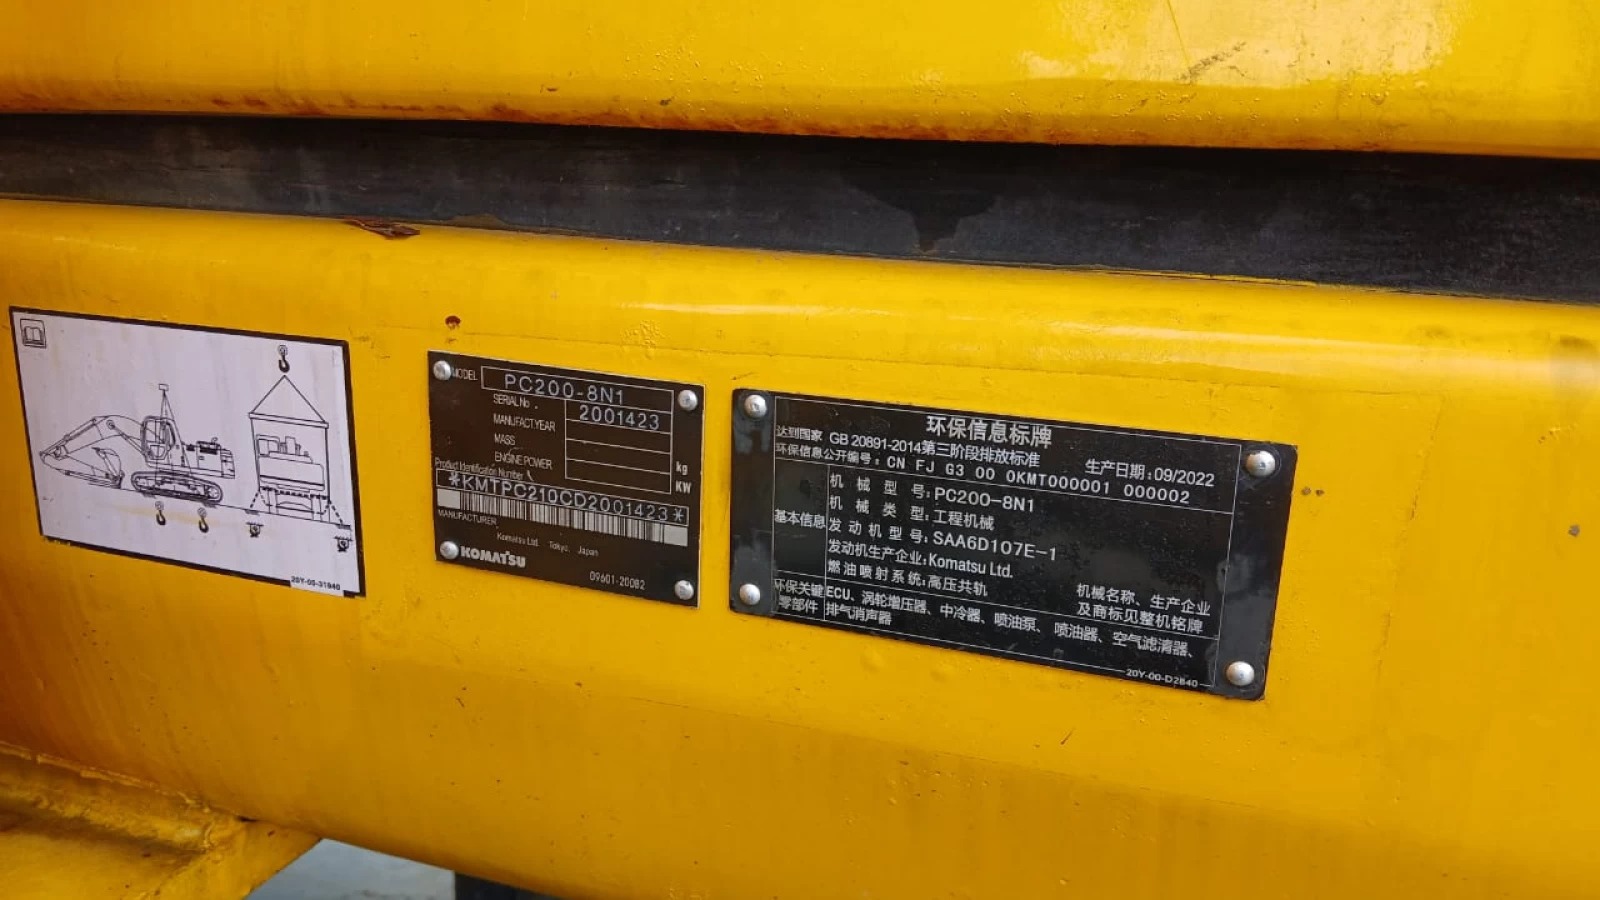 20Y-00-31940
MODEL PC200-8N1
SERIAL No. 2001423
MANUFACT.YEAR
MASS kg
ENGINE POWER KW
Product Identification Number
*KMTPC210CD2001423*
MANUFACTURER
Komatsu Ltd. Tokyo, Japan
KOMATSU
09601-20082
环保信息标牌
达到国家 GB 20891-2014第三阶段排放标准 生产日期:09/2022
环保信息公开编号:CN FJ G3 00 0KMT000001 000002
基本信息
机械型号:PC200-8N1
机械类型:工程机械
发动机型号:SAA6D107E-1
发动机生产企业:Komatsu Ltd.
燃油喷射系统:高压共轨
机械名称、生产企业
及商标见整机铭牌
环保关键
零部件
ECU、涡轮增压器、中冷器、喷油泵、喷油器、空气滤清器、
排气消声器
20Y-00-D2840